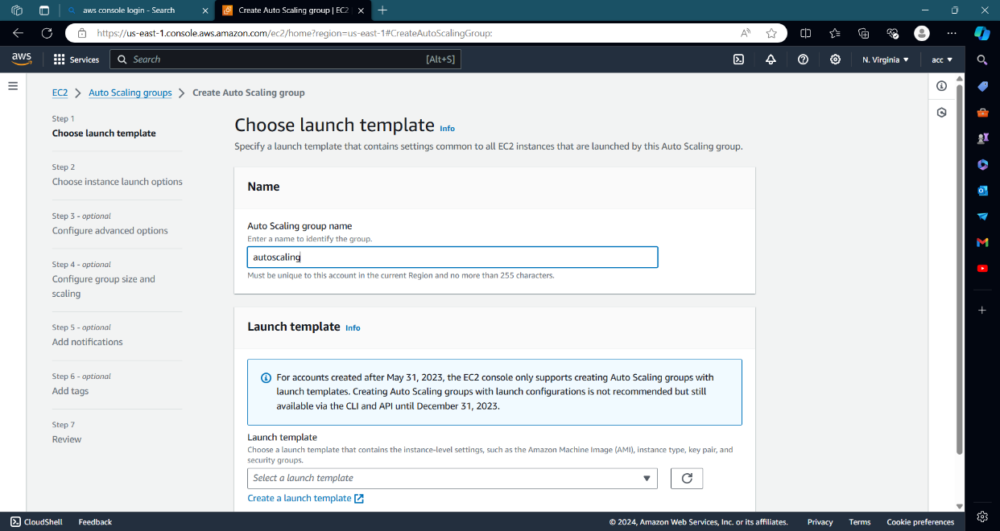 aws console login - Search
Create Auto Scaling group | EC2
https://us-east-1.console.aws.amazon.com/ec2/home?region=us-east-1#CreateAutoScalingGroup:
aws
Services
Search
[Alt+S]
N. Virginia
acc
EC2
Auto Scaling groups
Create Auto Scaling group
Step 1
Choose launch template
Step 2
Choose instance launch options
Step 3 - optional
Configure advanced options
Step 4 - optional
Configure group size and
scaling
Step 5 - optional
Add notifications
Step 6 - optional
Add tags
Step 7
Review
Choose launch template Info
Specify a launch template that contains settings common to all EC2 instances that are launched by this Auto Scaling group.
Name
Auto Scaling group name
Enter a name to identify the group.
autoscaling
Must be unique to this account in the current Region and no more than 255 characters.
Launch template Info
For accounts created after May 31, 2023, the EC2 console only supports creating Auto Scaling groups with
launch templates. Creating Auto Scaling groups with launch configurations is not recommended but still
available via the CLI and API until December 31, 2023.
Launch template
Choose a launch template that contains the instance-level settings, such as the Amazon Machine Image (AMI), instance type, key pair, and
security groups.
Select a launch template
Create a launch template
CloudShell
Feedback
© 2024, Amazon Web Services, Inc. or its affiliates.
Privacy
Terms
Cookie preferences